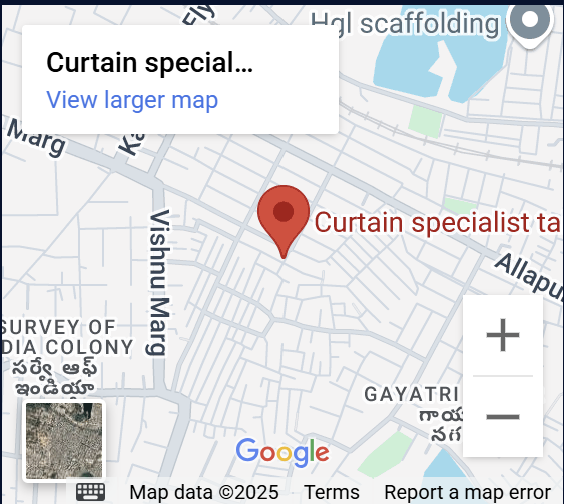 Hgl scaffolding
Fly
Curtain special...
View larger map
Marg
Ka
Curtain specialist ta
Vishnu Marg
Allapu
SURVEY OF
DIA COLONY
సర్వే ఆఫ్
ఇండియా
GAYATRI
గాయ
నగ
Google
Map data ©2025
Terms
Report a map error